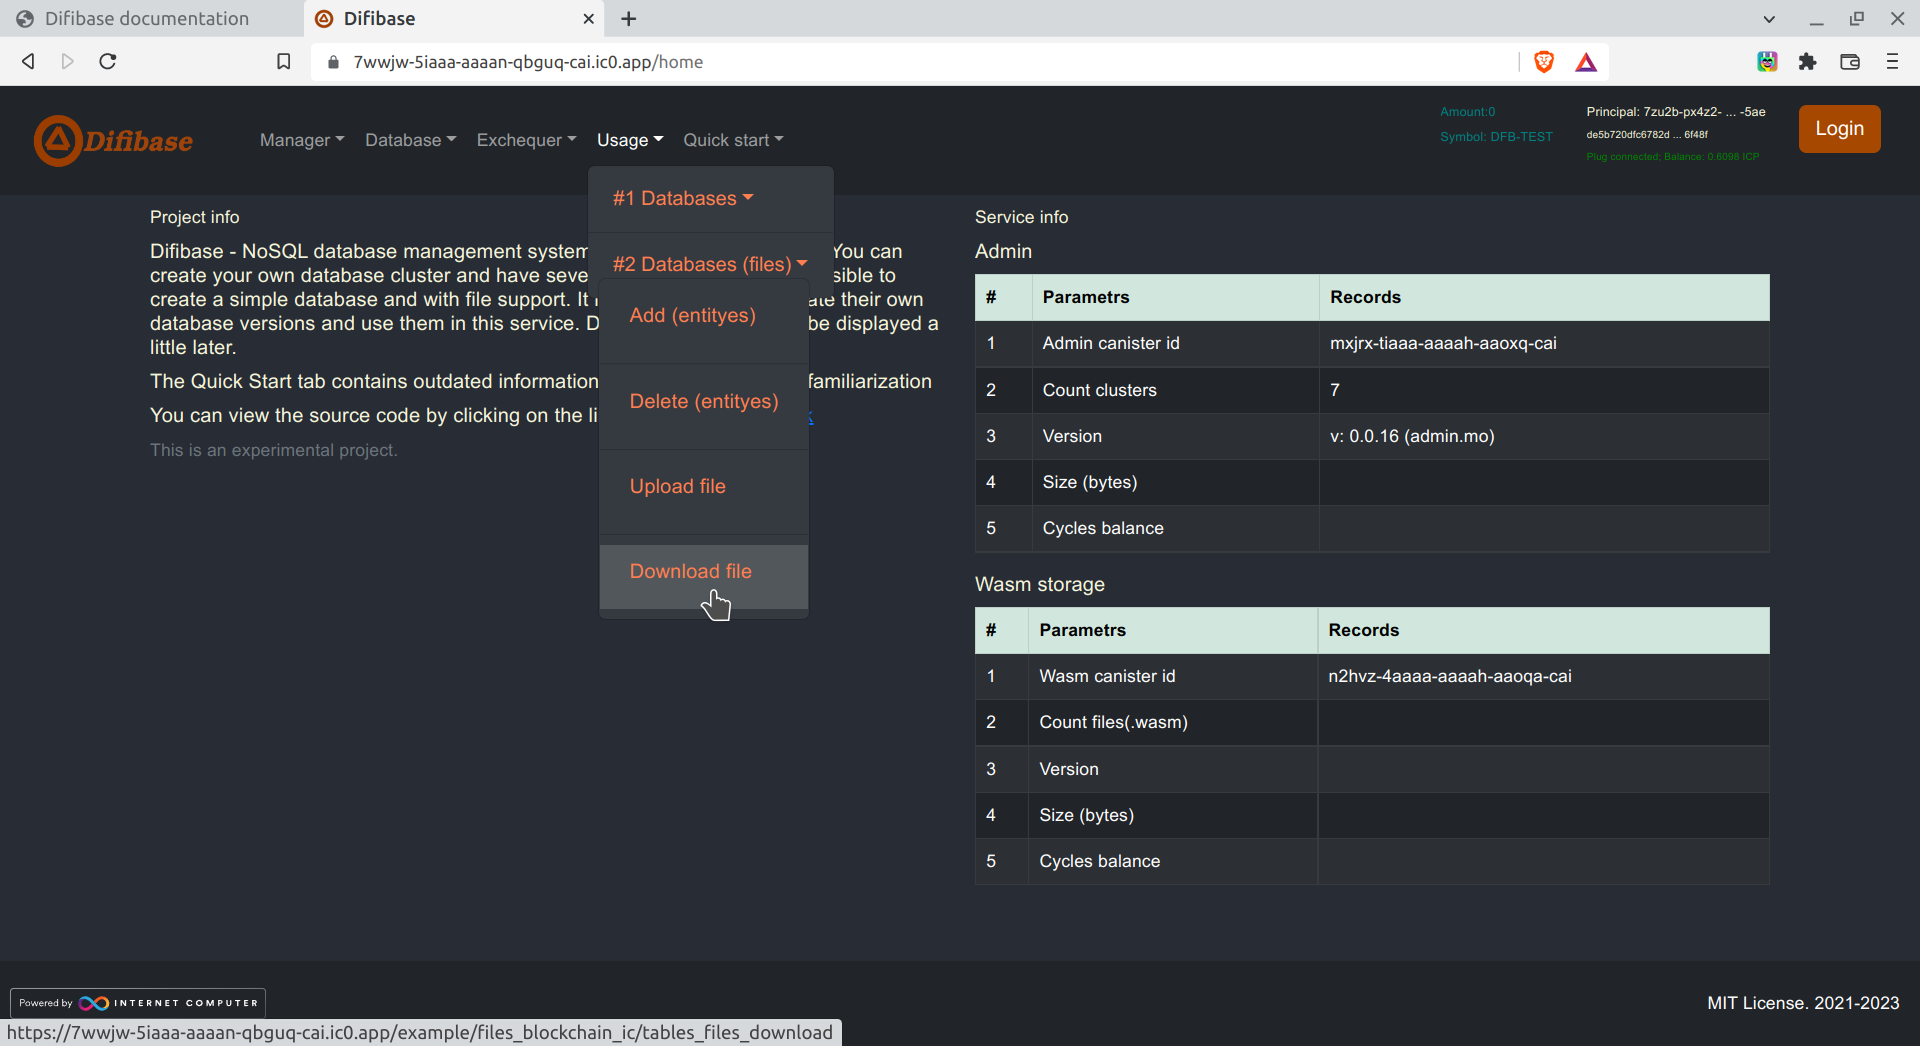 Difibase documentation
Difibase
7wwjw-5iaaa-aaaan-qbguq-cai.ic0.app/home
Difibase
Manager
Database
Exchequer
Usage
Quick start
Amount:0
Symbol: DFB-TEST
Principal: 7zu2b-px4z2- ... -5ae
de5b720dfc6782d ... 6f48f
Plug connected; Balance: 0.6098 ICP
Login
#1 Databases
#2 Databases (files)
Add (entityes)
Delete (entityes)
Upload file
Download file
Project info
Difibase - NoSQL database management system You can
create your own database cluster and have seve sible to
create a simple database and with file support. It their own
database versions and use them in this service. D be displayed a
little later.
The Quick Start tab contains outdated information familiarization
You can view the source code by clicking on the li
This is an experimental project.
Service info
Admin
# Parametrs Records
1 Admin canister id mxjrx-tiaaa-aaaah-aaoxq-cai
2 Count clusters 7
3 Version v: 0.0.16 (admin.mo)
4 Size (bytes)
5 Cycles balance
Wasm storage
# Parametrs Records
1 Wasm canister id n2hvz-4aaaa-aaaah-aaoqa-cai
2 Count files(.wasm)
3 Version
4 Size (bytes)
5 Cycles balance
Powered by INTERNET COMPUTER
MIT License. 2021-2023
https://7wwjw-5iaaa-aaaan-qbguq-cai.ic0.app/example/files_blockchain_ic/tables_files_download